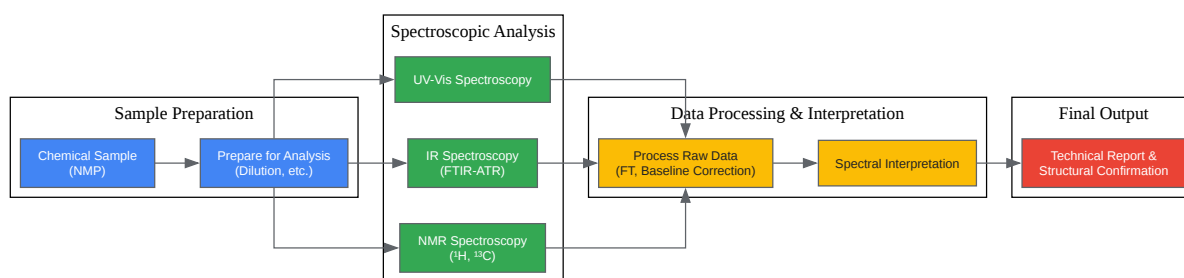 Sample Preparation
Chemical Sample
(NMP)
Prepare for Analysis
(Dilution, etc.)
Spectroscopic Analysis
UV-Vis Spectroscopy
IR Spectroscopy
(FTIR-ATR)
NMR Spectroscopy
(¹H, ¹³C)
Data Processing & Interpretation
Process Raw Data
(FT, Baseline Correction)
Spectral Interpretation
Final Output
Technical Report &
Structural Confirmation